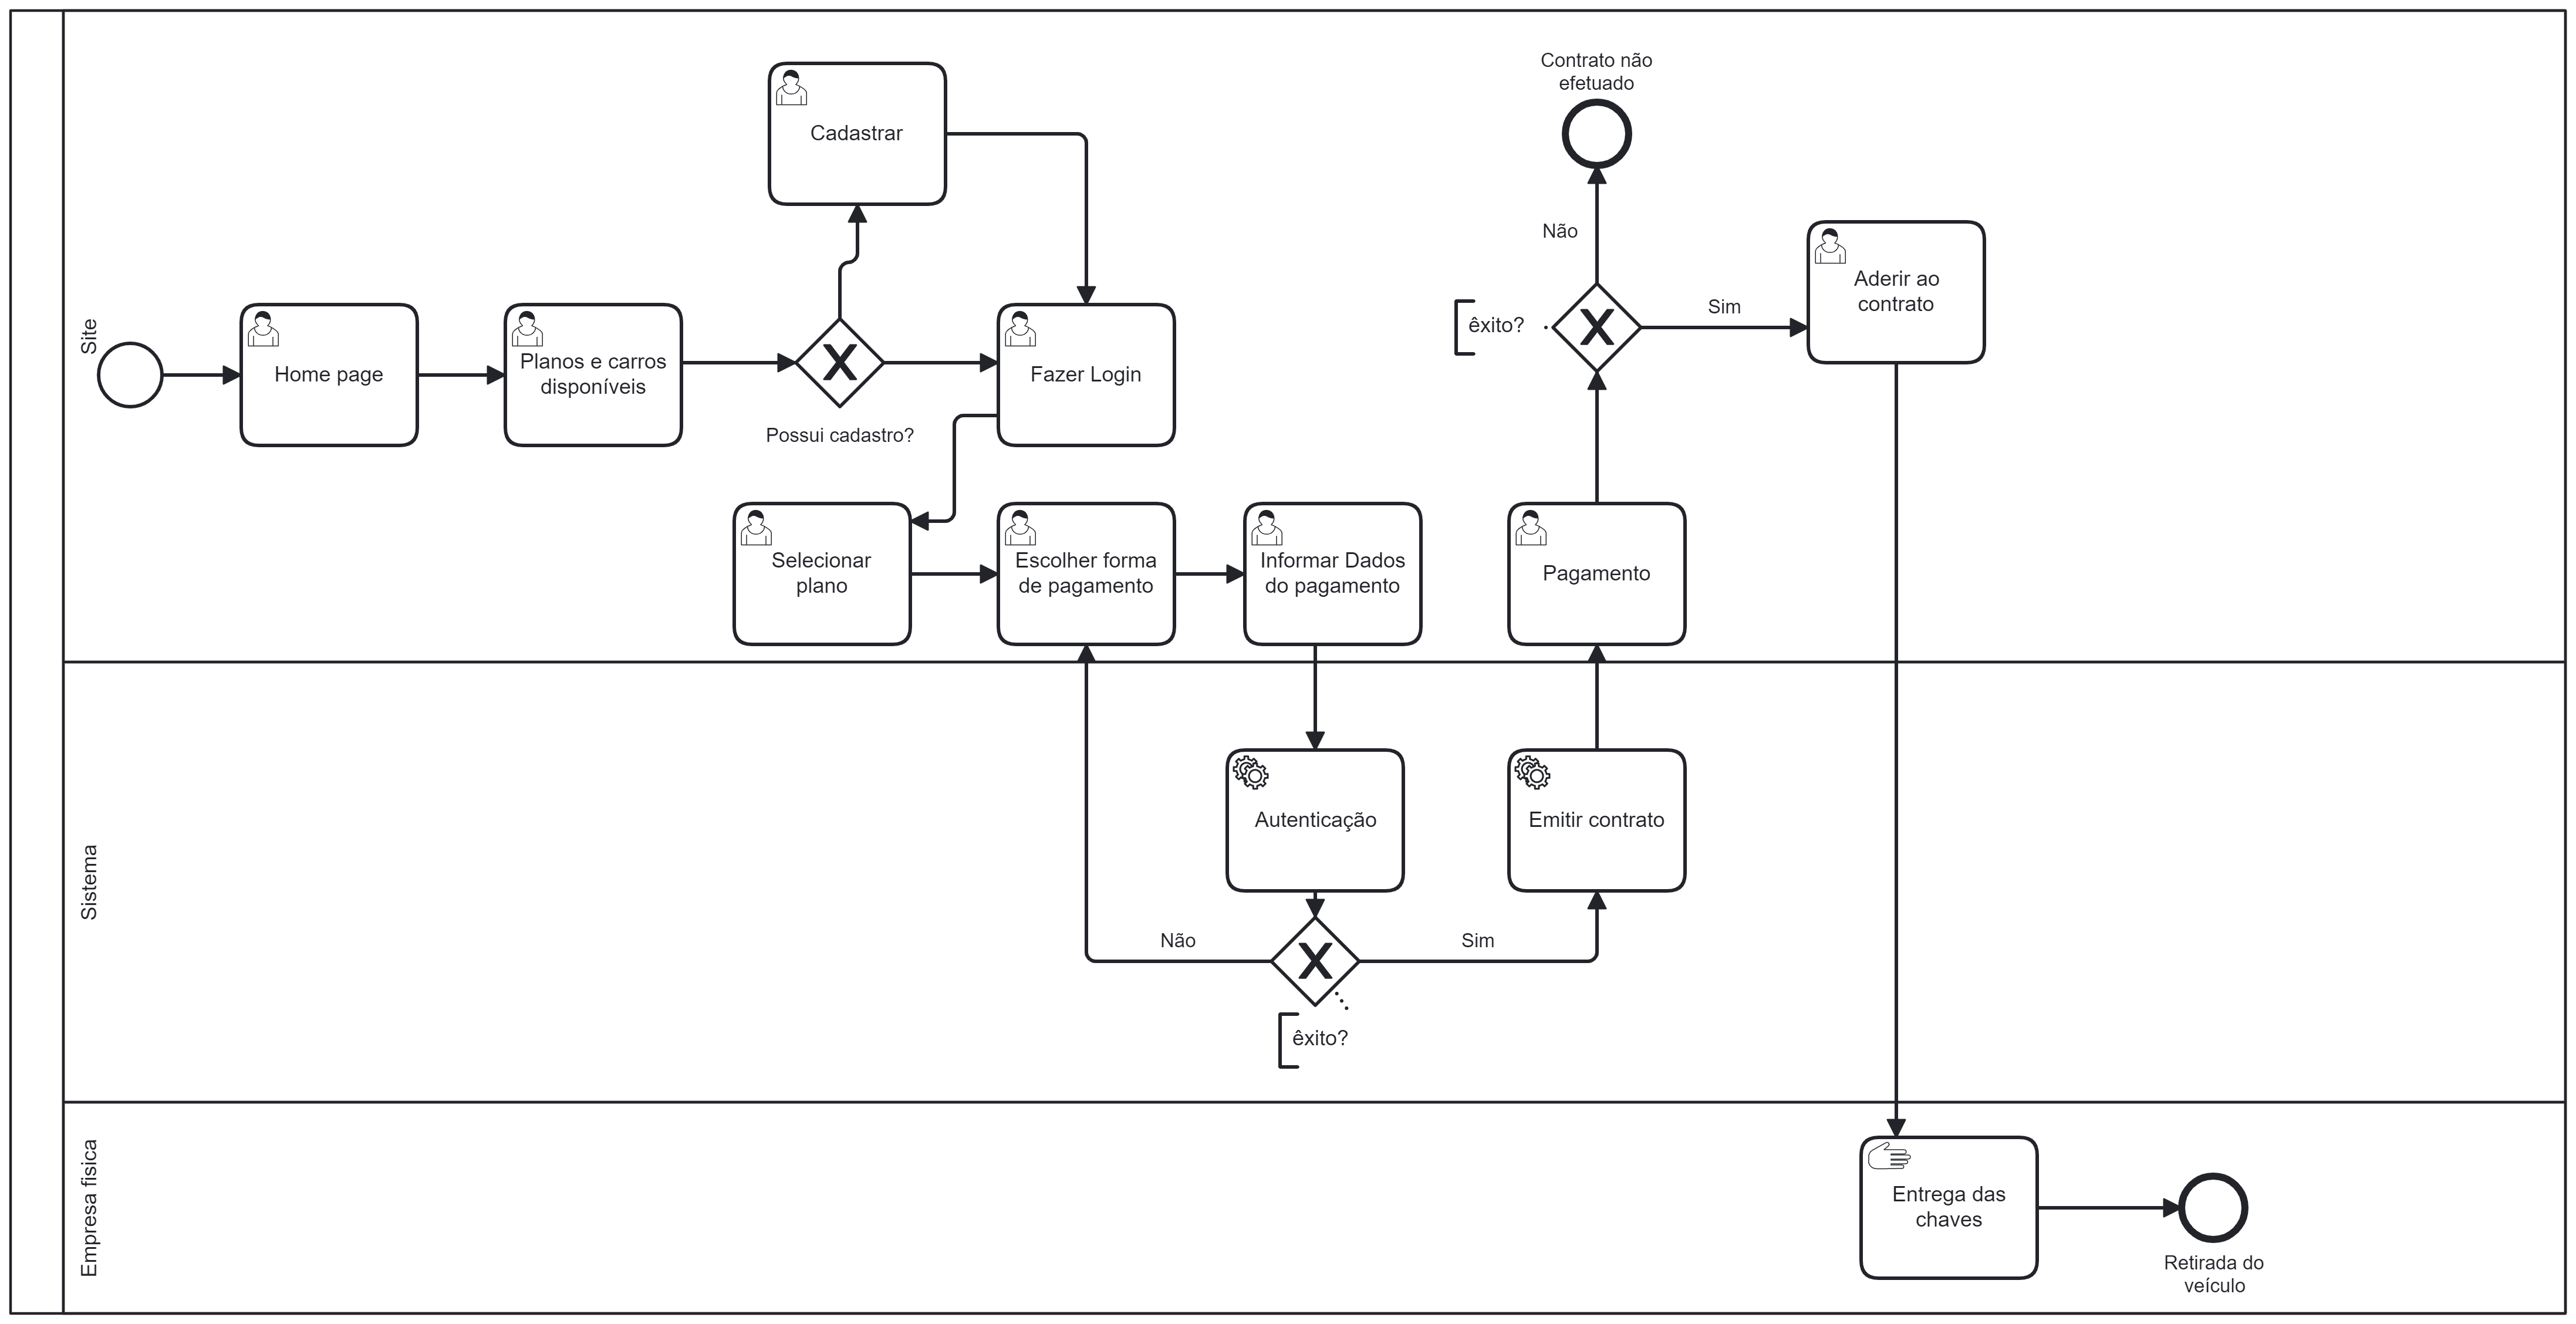 Site
Home page
Planos e carros
disponíveis
Possui cadastro?
Cadastrar
Fazer Login
Selecionar
plano
Escolher forma
de pagamento
Informar Dados
do pagamento
Contrato não
efetuado
Não
êxito?
Sim
Aderir ao
contrato
Pagamento
Sistema
Autenticação
Emitir contrato
Não
Sim
êxito?
Empresa fisica
Entrega das
chaves
Retirada do
veículo